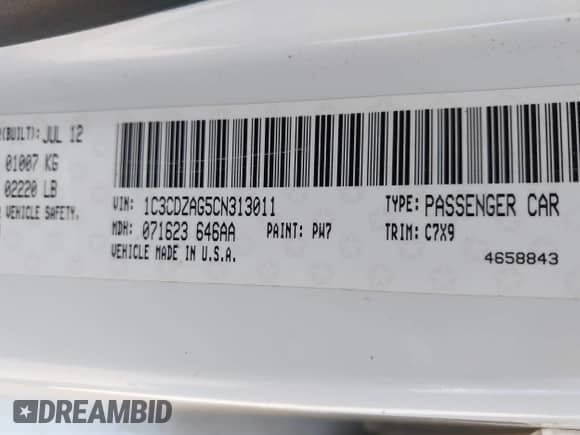 (BUILT): JUL 12
01007 KG
02220 LB
VEHICLE SAFETY,
VIN: 1C3CDZAG5CN313011 TYPE: PASSENGER CAR
MDH: 071623 646AA PAINT: PW7 TRIM: C7X9
VEHICLE MADE IN U.S.A.
4658843
DREAMBID